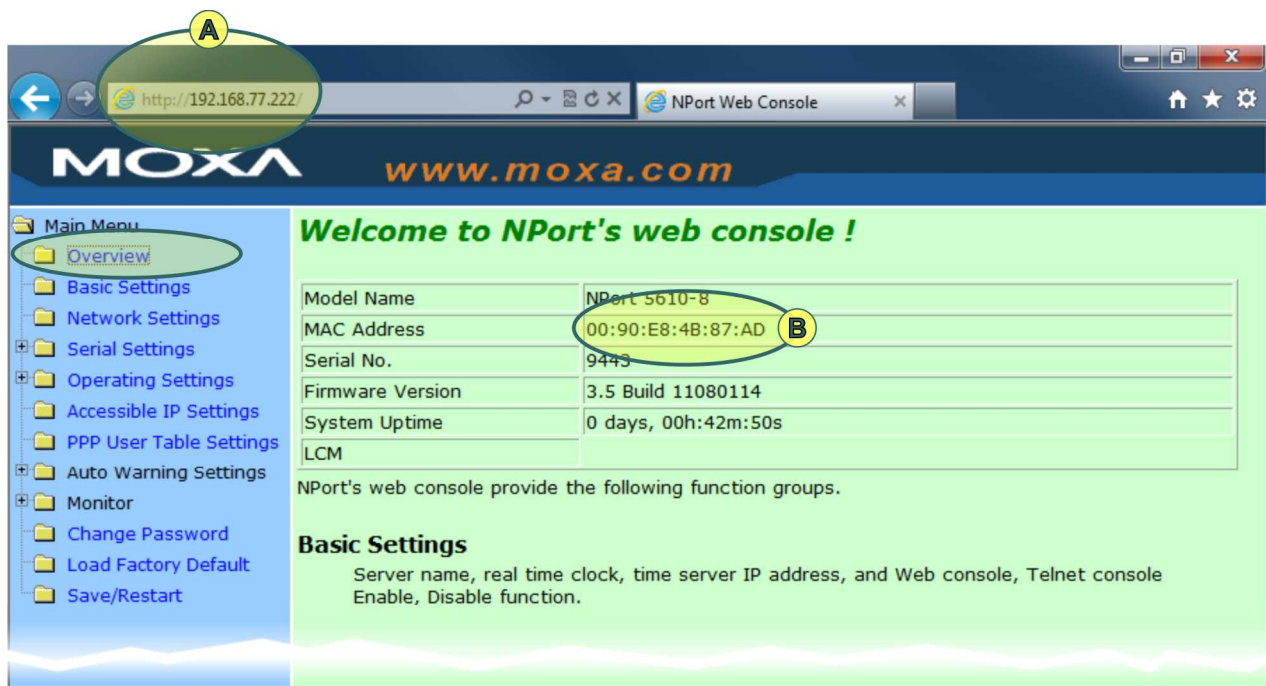 A
http://192.168.77.222/
NPort Web Console
MOXA
www.moxa.com
Main Menu
Overview
Basic Settings
Network Settings
Serial Settings
Operating Settings
Accessible IP Settings
PPP User Table Settings
Auto Warning Settings
Monitor
Change Password
Load Factory Default
Save/Restart
Welcome to NPort's web console !
Model Name NPort 5610-8
MAC Address 00:90:E8:4B:87:AD B
Serial No. 9443
Firmware Version 3.5 Build 11080114
System Uptime 0 days, 00h:42m:50s
LCM
NPort's web console provide the following function groups.
Basic Settings
Server name, real time clock, time server IP address, and Web console, Telnet console
Enable, Disable function.